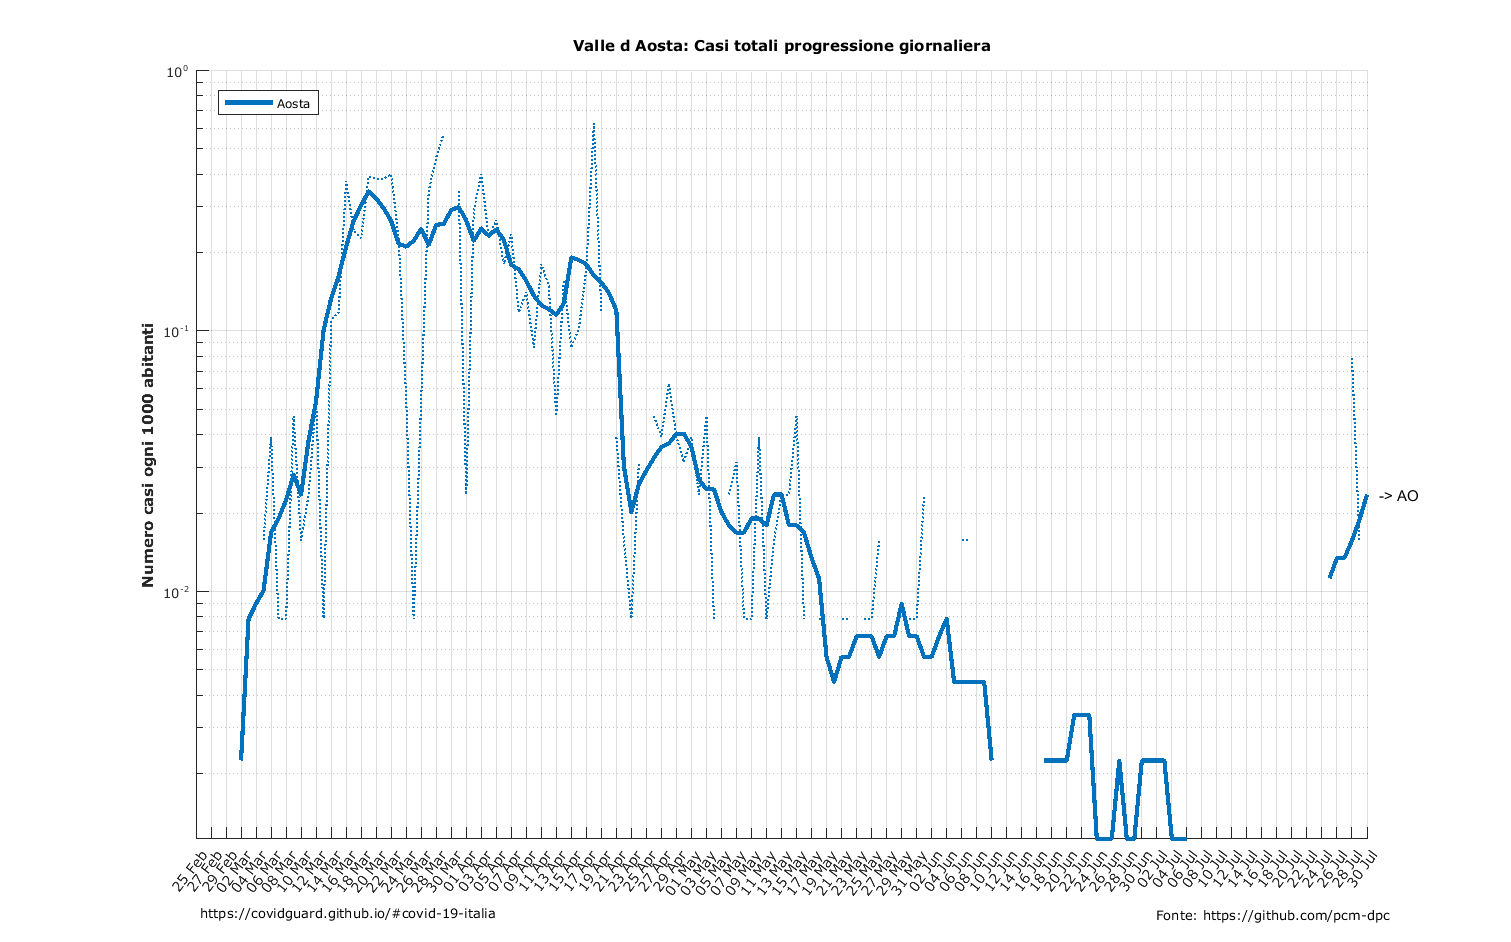 Valle d Aosta: Casi totali progressione giornaliera
Aosta
Numero casi ogni 1000 abitanti
10⁰
10⁻¹
10⁻²
-> AO
25 Feb
27 Feb
29 Feb
02 Mar
04 Mar
06 Mar
08 Mar
10 Mar
12 Mar
14 Mar
16 Mar
18 Mar
20 Mar
22 Mar
24 Mar
26 Mar
28 Mar
30 Mar
01 Apr
03 Apr
05 Apr
07 Apr
09 Apr
11 Apr
13 Apr
15 Apr
17 Apr
19 Apr
21 Apr
23 Apr
25 Apr
27 Apr
29 Apr
01 May
03 May
05 May
07 May
09 May
11 May
13 May
15 May
17 May
19 May
21 May
23 May
25 May
27 May
29 May
31 May
02 Jun
04 Jun
06 Jun
08 Jun
10 Jun
12 Jun
14 Jun
16 Jun
18 Jun
20 Jun
22 Jun
24 Jun
26 Jun
28 Jun
30 Jun
02 Jul
04 Jul
06 Jul
08 Jul
10 Jul
12 Jul
14 Jul
16 Jul
18 Jul
20 Jul
22 Jul
24 Jul
26 Jul
28 Jul
30 Jul
https://covidguard.github.io/#covid-19-italia
Fonte: https://github.com/pcm-dpc